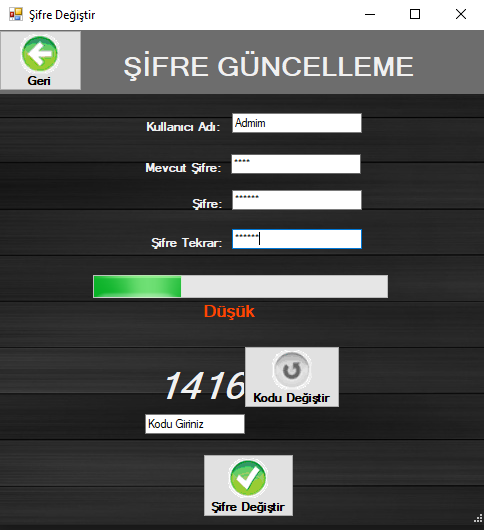 Şifre Değiştir
Geri
ŞİFRE GÜNCELLEME
Kullanıcı Adı: Admim
Mevcut Şifre: ****
Şifre: ******
Şifre Tekrar: ******
Düşük
1416
Kodu Değiştir
Kodu Giriniz
Şifre Değiştir